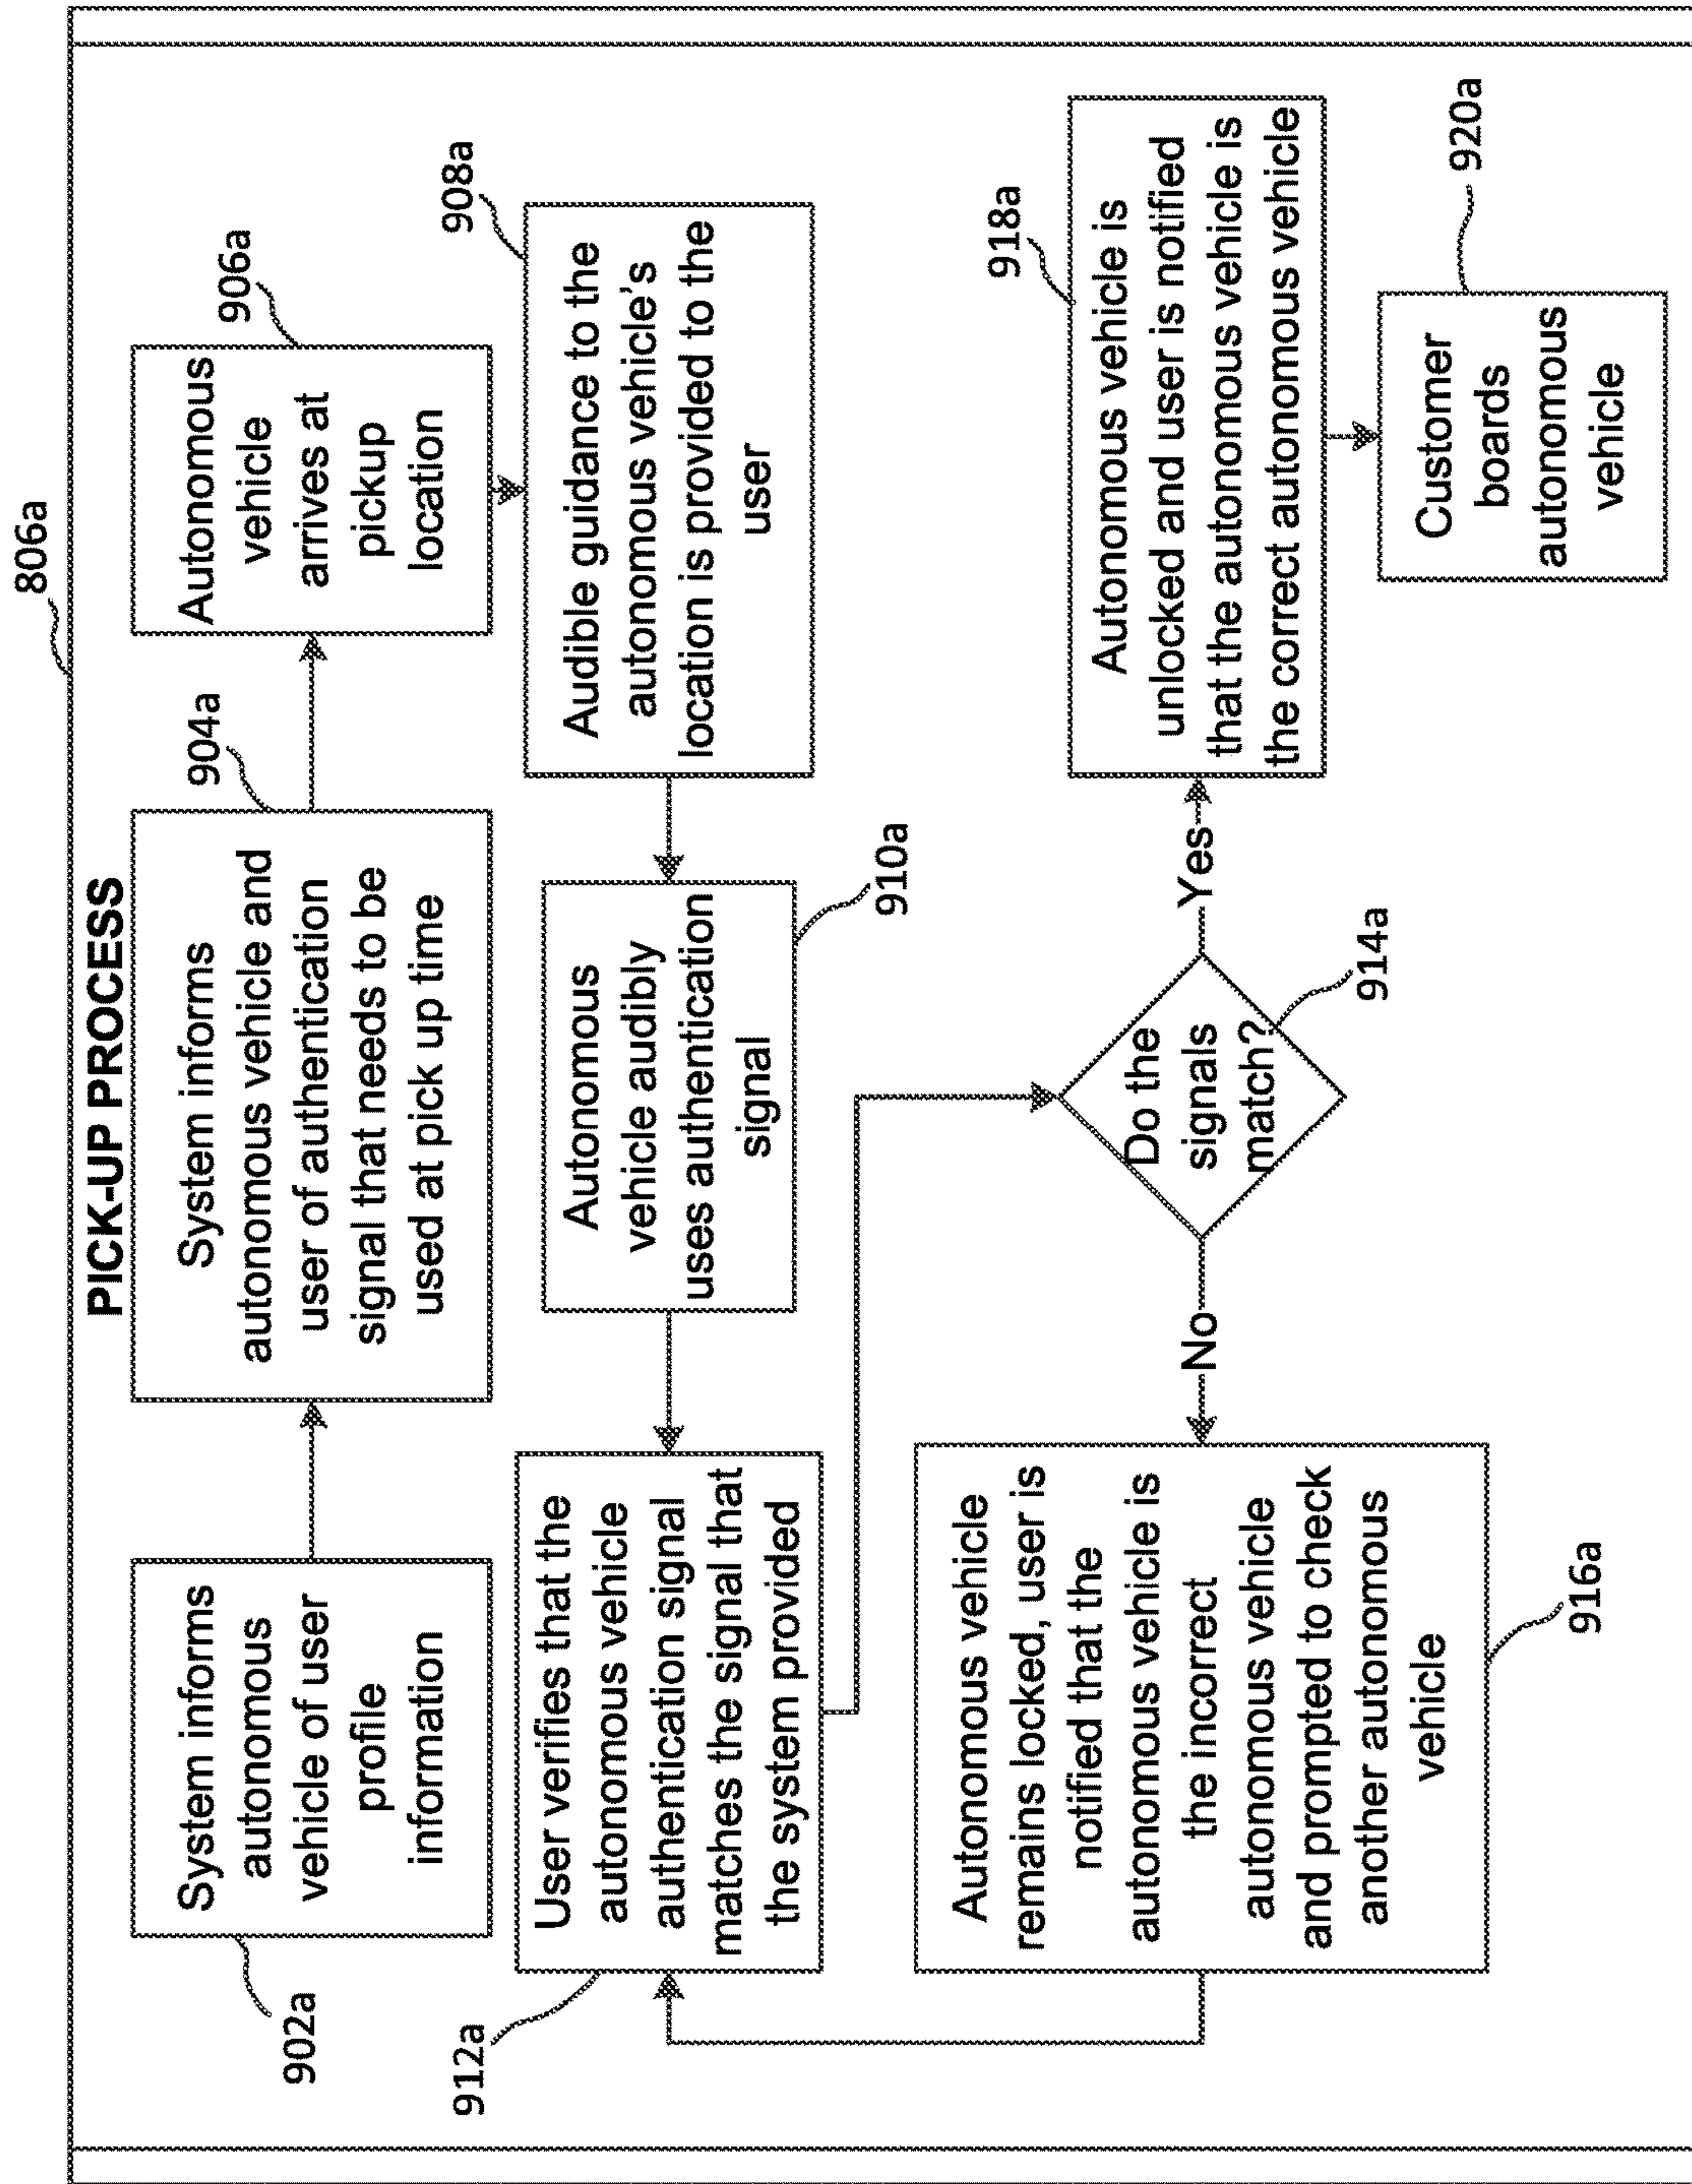 806a
PICK-UP PROCESS
902a
System informs
autonomous
vehicle of user
profile
information
904a
System informs
autonomous vehicle and
user of authentication
signal that needs to be
used at pick up time
906a
Autonomous
vehicle
arrives at
pickup
location
908a
Audible guidance to the
autonomous vehicle's
location is provided to the
user
910a
Autonomous
vehicle audibly
uses authentication
signal
912a
User verifies that the
autonomous vehicle
authentication signal
matches the signal that
the system provided
914a
Do the
signals
match?
No
Yes
916a
Autonomous vehicle
remains locked, user is
notified that the
autonomous vehicle is
the incorrect
autonomous vehicle
and prompted to check
another autonomous
vehicle
918a
Autonomous vehicle is
unlocked and user is notified
that the autonomous vehicle is
the correct autonomous vehicle
920a
Customer
boards
autonomous
vehicle